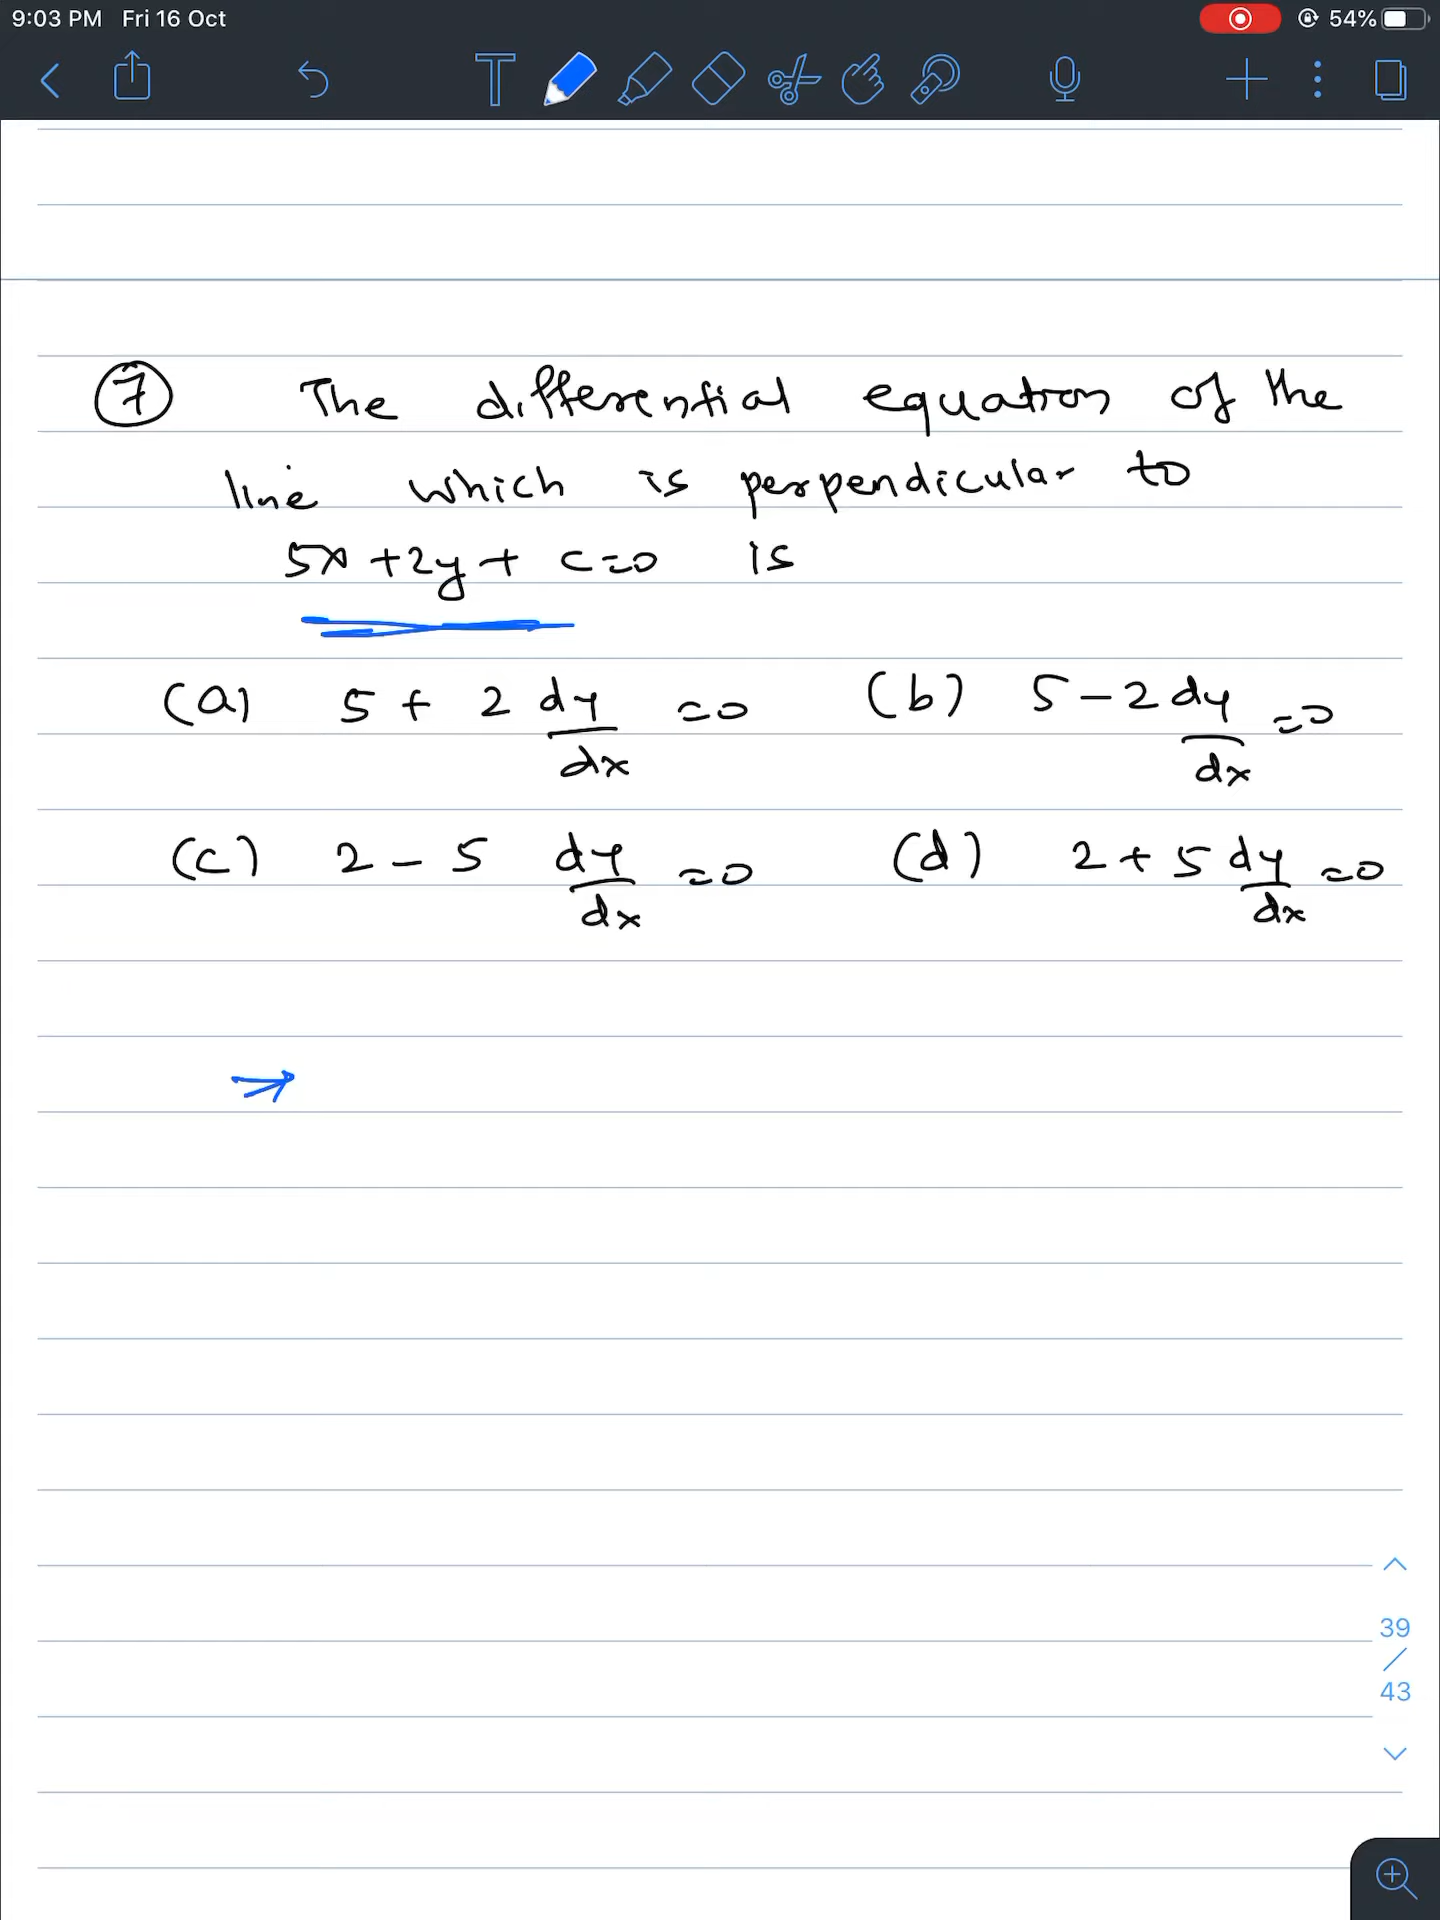 9:03 PM Fri 16 Oct 54%
⑦ The differential equation of the
line which is perpendicular to
5x + 2y + c = 0 is
(a) 5 + 2 dy/dx = 0 (b) 5 - 2 dy/dx = 0
(c) 2 - 5 dy/dx = 0 (d) 2 + 5 dy/dx = 0
→
39
/
43